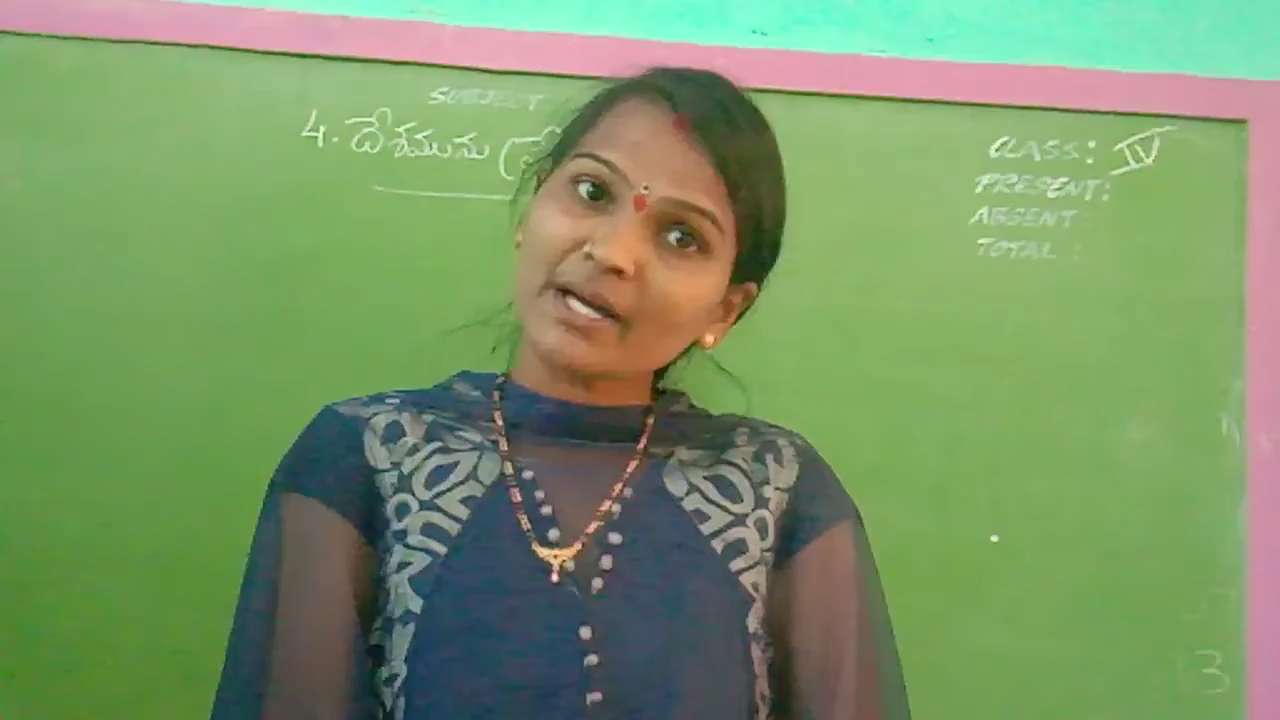 SUBJECT
4. దేశమును
CLASS: IV
PRESENT:
ABSENT:
TOTAL:
3